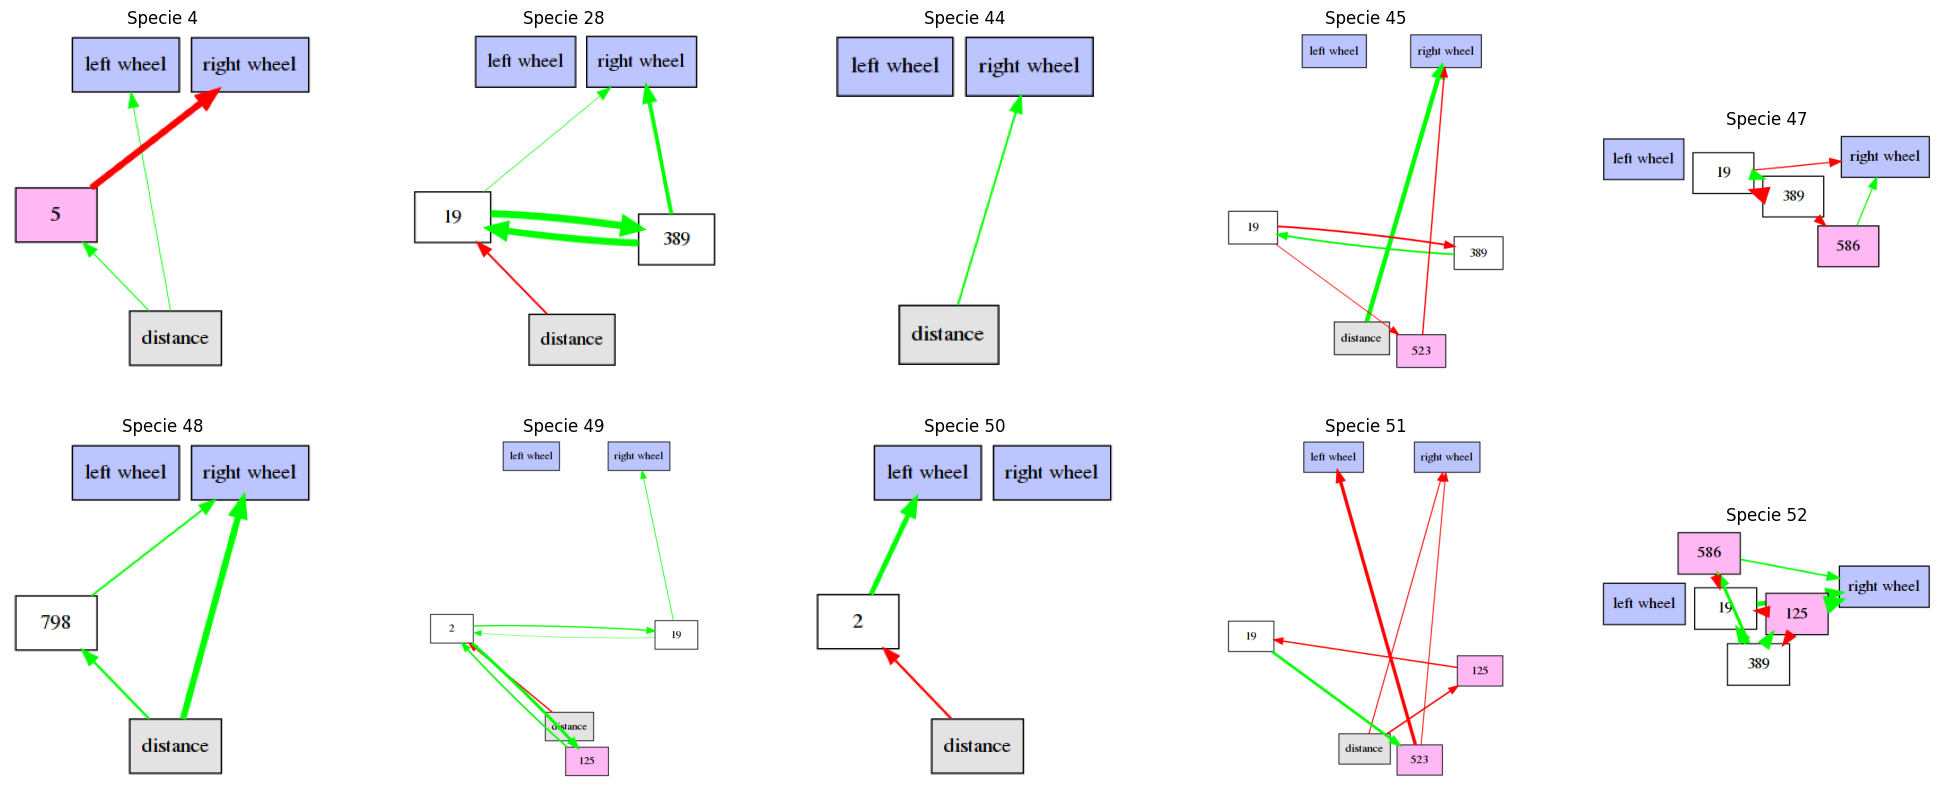 Specie 4
left wheel
right wheel
5
distance
Specie 28
left wheel
right wheel
19
389
distance
Specie 44
left wheel
right wheel
distance
Specie 45
left wheel
right wheel
19
389
distance
523
Specie 47
left wheel
19
389
right wheel
586
Specie 48
left wheel
right wheel
798
distance
Specie 49
left wheel
right wheel
2
19
distance
125
Specie 50
left wheel
right wheel
2
distance
Specie 51
left wheel
right wheel
19
125
distance
523
Specie 52
586
left wheel
19
125
right wheel
389